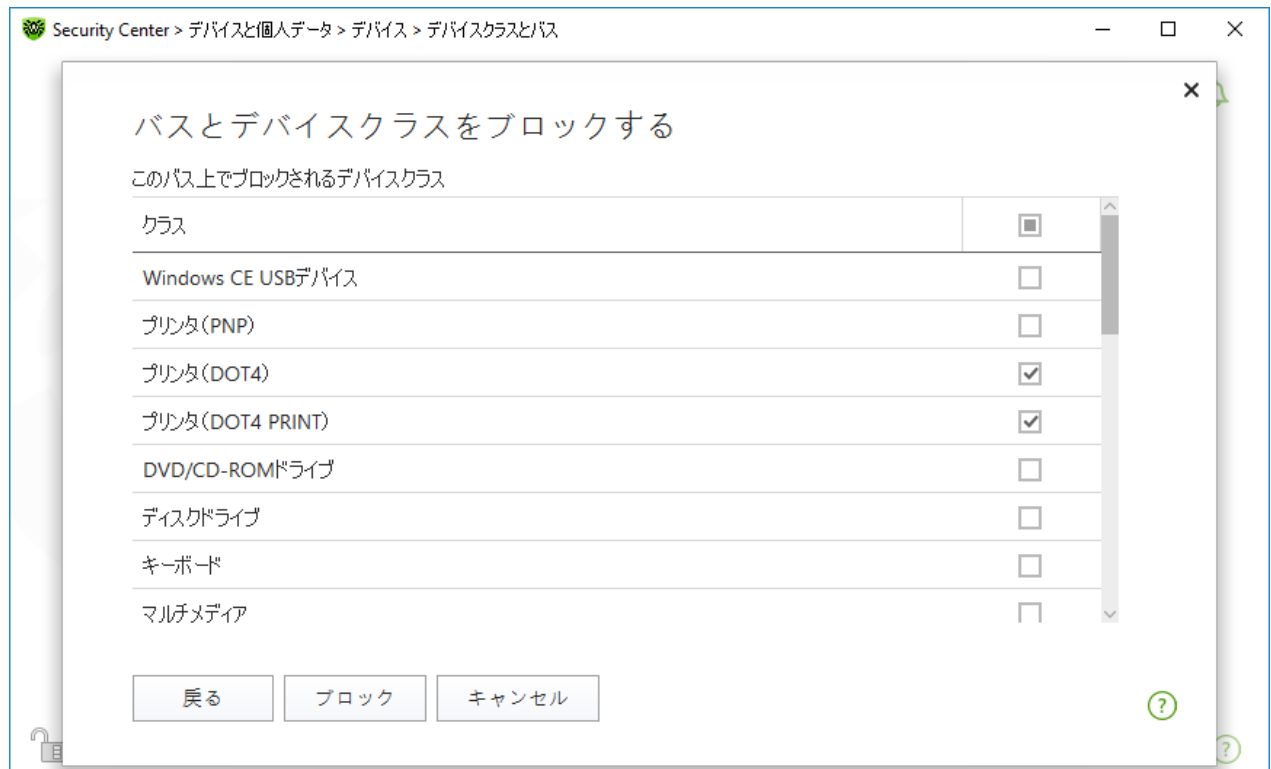 Security Center > デバイスと個人データ > デバイス > デバイスクラスとバス
バスとデバイスクラスをブロックする
このバス上でブロックされるデバイスクラス
クラス
Windows CE USBデバイス
プリンタ(PNP)
プリンタ(DOT4)
プリンタ(DOT4 PRINT)
DVD/CD-ROMドライブ
ディスクドライブ
キーボード
マルチメディア
戻る ブロック キャンセル ?
?